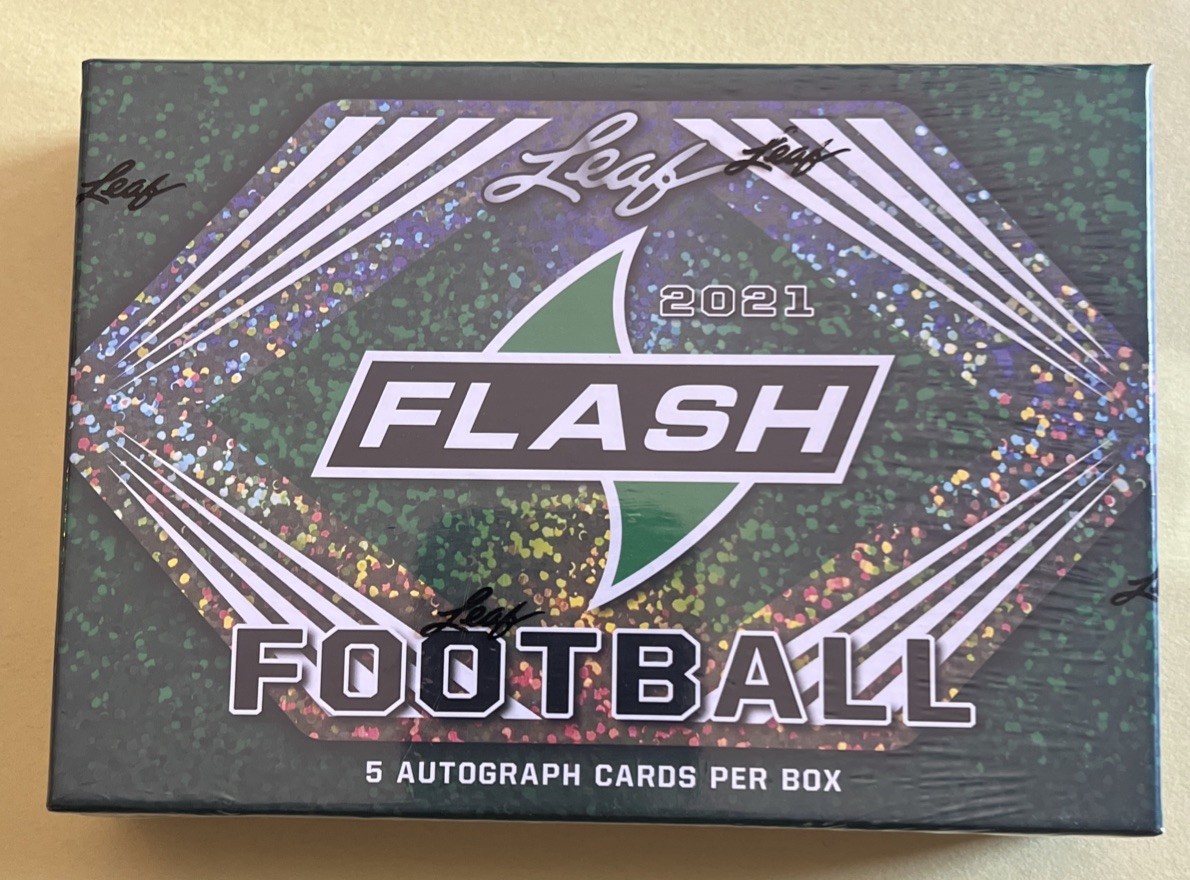 Leaf
Leaf
Leaf
2021
FLASH
Leaf
FOOTBALL
5 AUTOGRAPH CARDS PER BOX